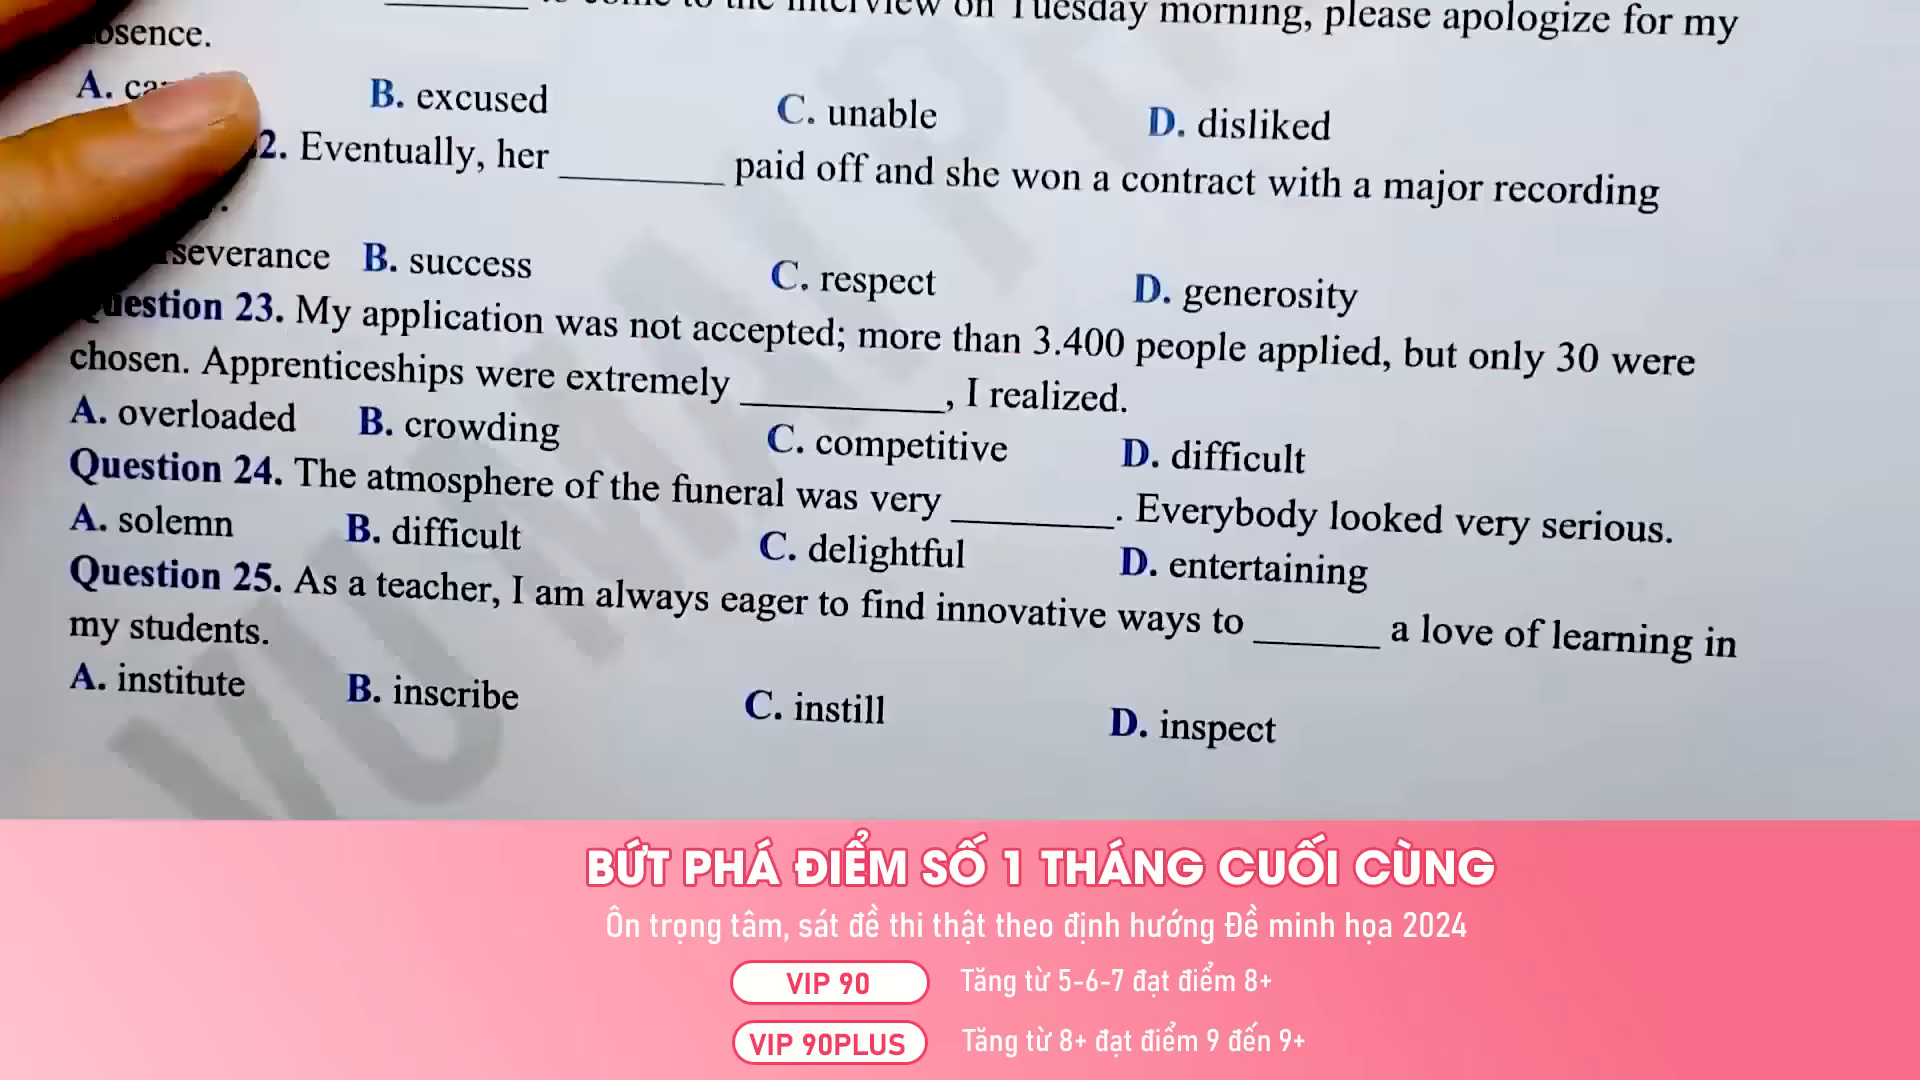 to come to the interview on Tuesday morning, please apologize for my
absence.
A. B. excused C. unable D. disliked
2. Eventually, her ________ paid off and she won a contract with a major recording
severance B. success C. respect D. generosity
Question 23. My application was not accepted; more than 3.400 people applied, but only 30 were
chosen. Apprenticeships were extremely __________, I realized.
A. overloaded B. crowding C. competitive D. difficult
Question 24. The atmosphere of the funeral was very ________. Everybody looked very serious.
A. solemn B. difficult C. delightful D. entertaining
Question 25. As a teacher, I am always eager to find innovative ways to ______ a love of learning in
my students.
A. institute B. inscribe C. instill D. inspect
BỨT PHÁ ĐIỂM SỐ 1 THÁNG CUỐI CÙNG
Ôn trọng tâm, sát đề thi thật theo định hướng Đề minh họa 2024
VIP 90 Tăng từ 5-6-7 đạt điểm 8+
VIP 90PLUS Tăng từ 8+ đạt điểm 9 đến 9+